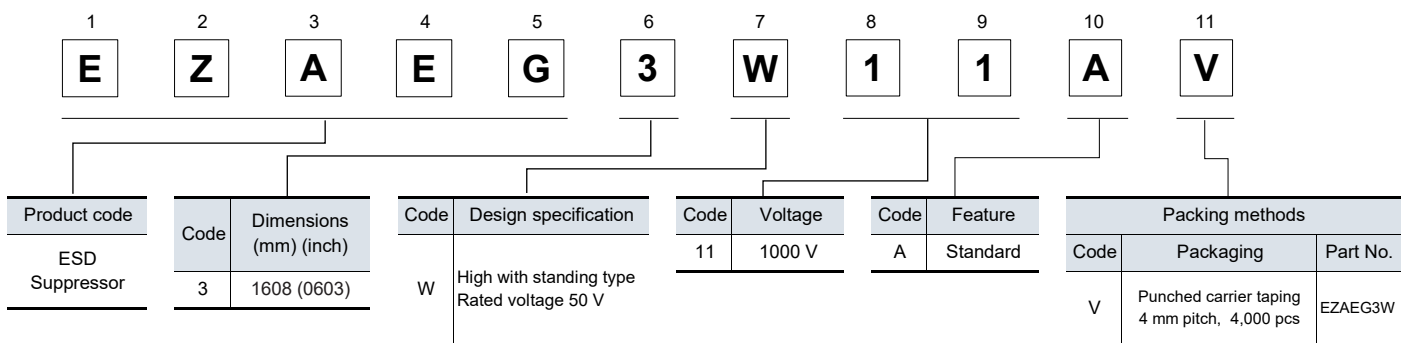 1 2 3 4 5 6 7 8 9 10 11
E Z A E G 3 W 1 1 A V
Product code
ESD
Suppressor
Code Dimensions
(mm) (inch)
3 1608 (0603)
Code Design specification
W High with standing type
Rated voltage 50 V
Code Voltage
11 1000 V
Code Feature
A Standard
Packing methods
Code Packaging Part No.
V Punched carrier taping
4 mm pitch, 4,000 pcs
EZAEG3W